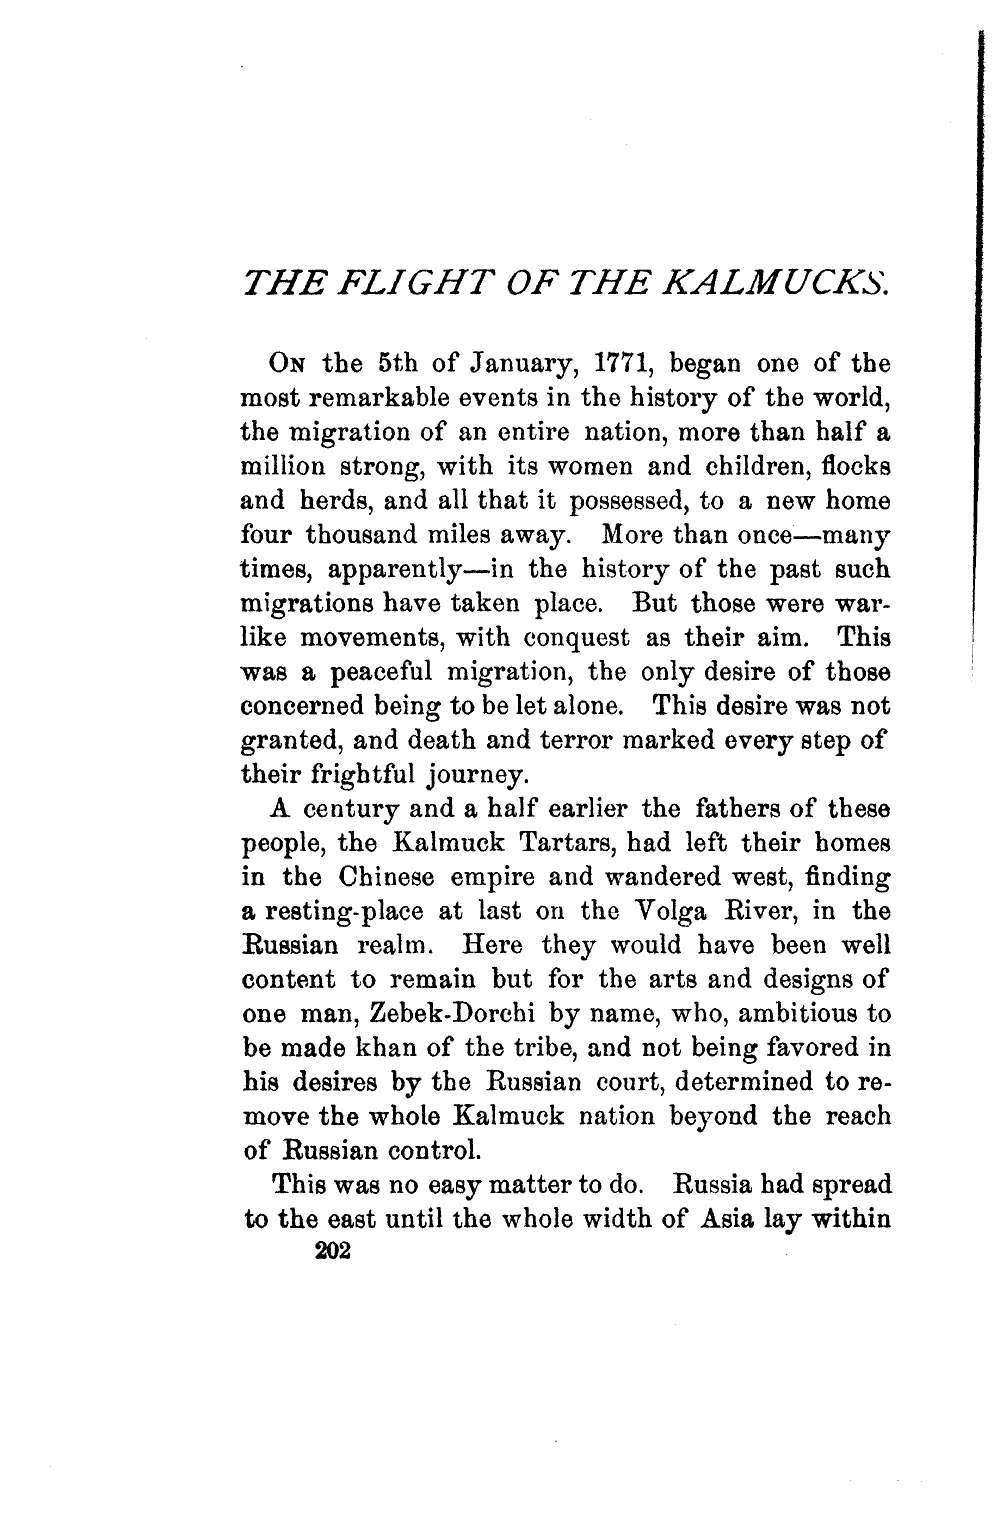 THE FLIGHT OF THE KALMUCKS.
ON the 5th of January, 1771, began one of the
most remarkable events in the history of the world,
the migration of an entire nation, more than half a
million strong, with its women and children, flocks
and herds, and all that it possessed, to a new home
four thousand miles away. More than once—many
times, apparently—in the history of the past such
migrations have taken place. But those were war-
like movements, with conquest as their aim. This
was a peaceful migration, the only desire of those
concerned being to be let alone. This desire was not
granted, and death and terror marked every step of
their frightful journey.
A century and a half earlier the fathers of these
people, the Kalmuck Tartars, had left their homes
in the Chinese empire and wandered west, finding
a resting-place at last on the Volga River, in the
Russian realm. Here they would have been well
content to remain but for the arts and designs of
one man, Zebek-Dorchi by name, who, ambitious to
be made khan of the tribe, and not being favored in
his desires by the Russian court, determined to re-
move the whole Kalmuck nation beyond the reach
of Russian control.
This was no easy matter to do. Russia had spread
to the east until the whole width of Asia lay within
202